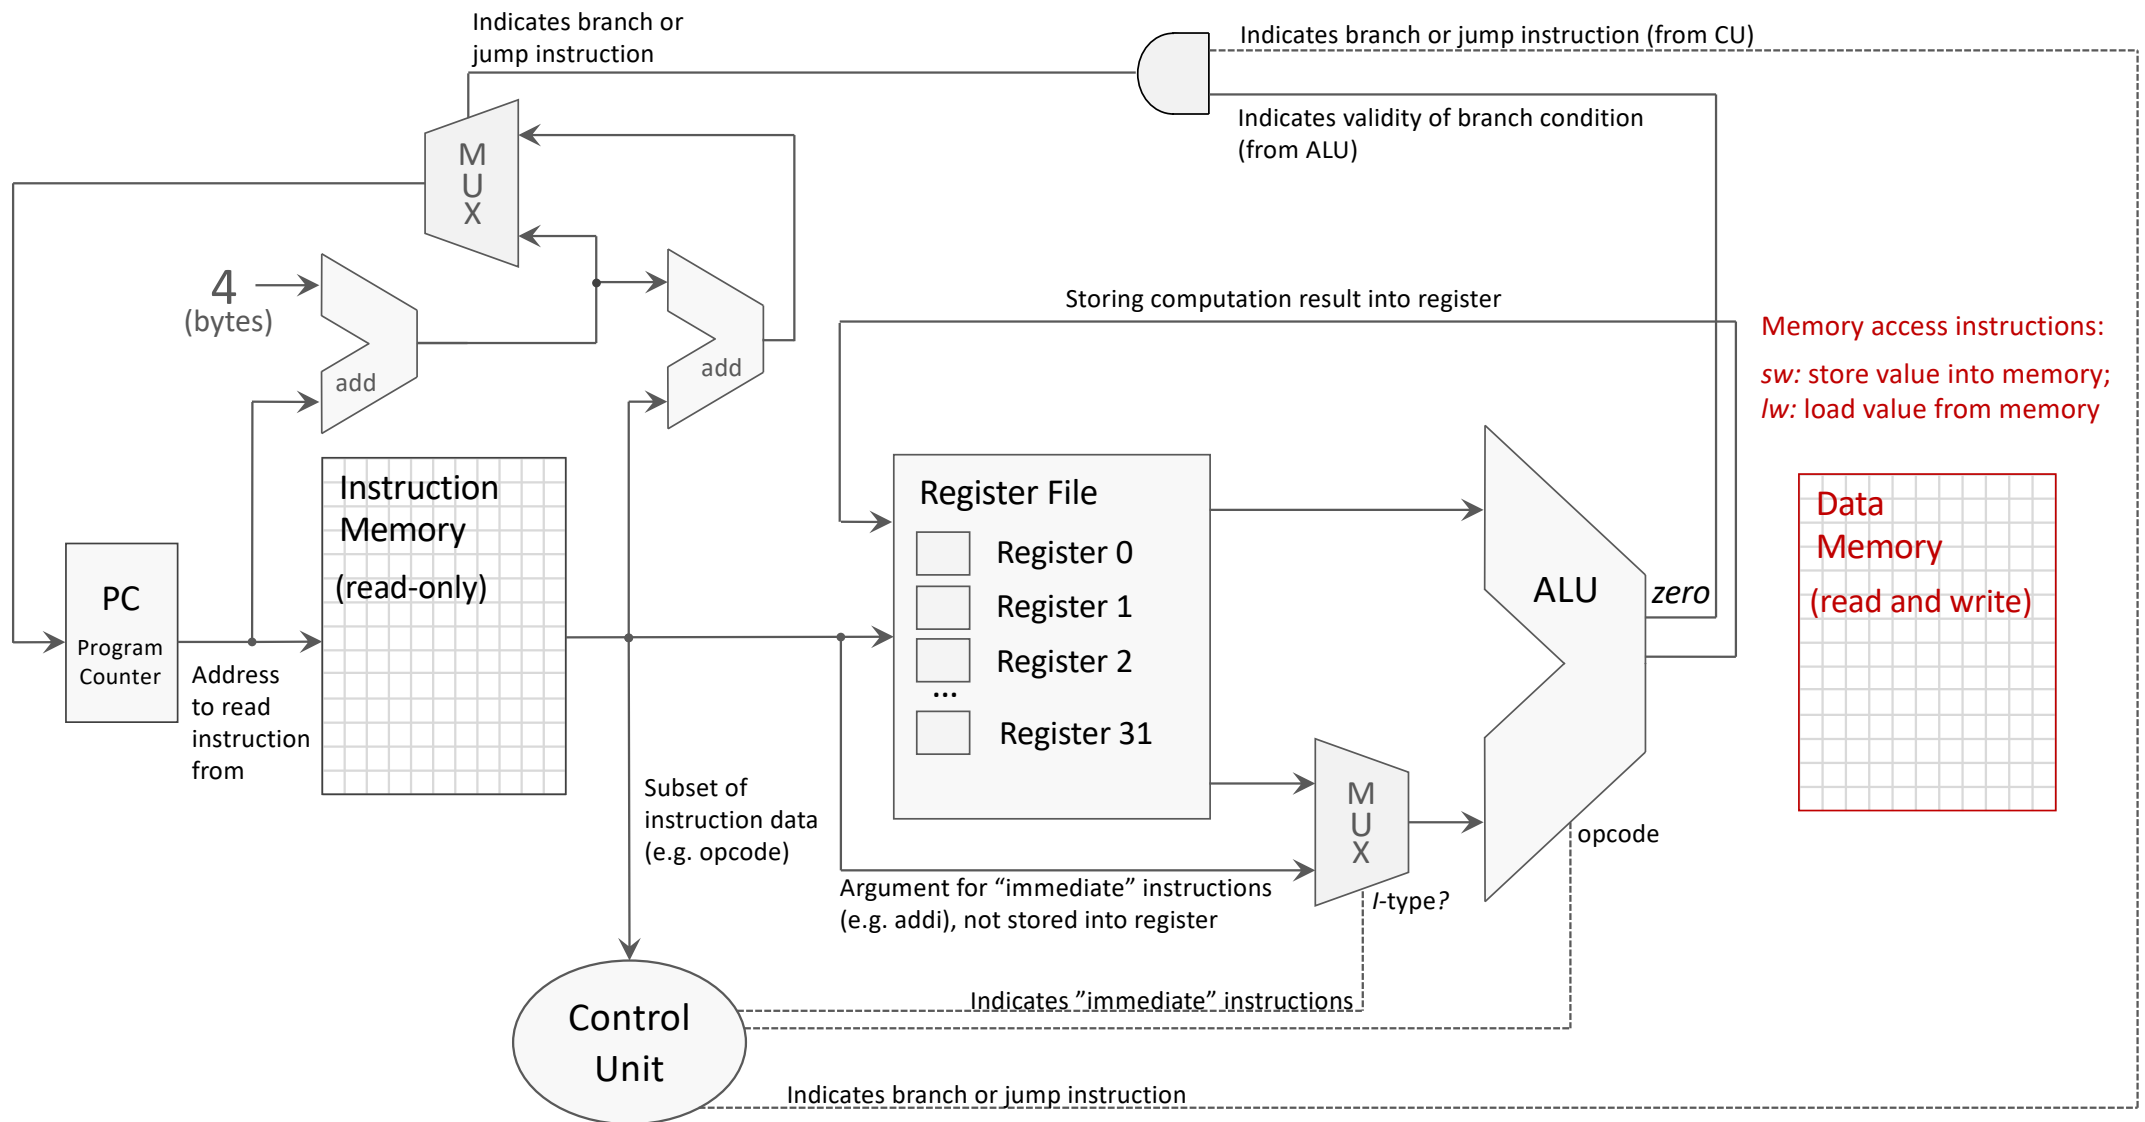 Indicates branch or
jump instruction
Indicates branch or jump instruction (from CU)
Indicates validity of branch condition
(from ALU)
M
U
X
4
(bytes)
add
add
Storing computation result into register
Memory access instructions:
sw: store value into memory;
lw: load value from memory
Instruction
Memory
(read-only)
Register File
Register 0
Register 1
Register 2
...
Register 31
ALU
zero
Data
Memory
(read and write)
PC
Program
Counter
Address
to read
instruction
from
Subset of
instruction data
(e.g. opcode)
M
U
X
opcode
Argument for “immediate” instructions
(e.g. addi), not stored into register
I-type?
Control
Unit
Indicates ”immediate” instructions
Indicates branch or jump instruction